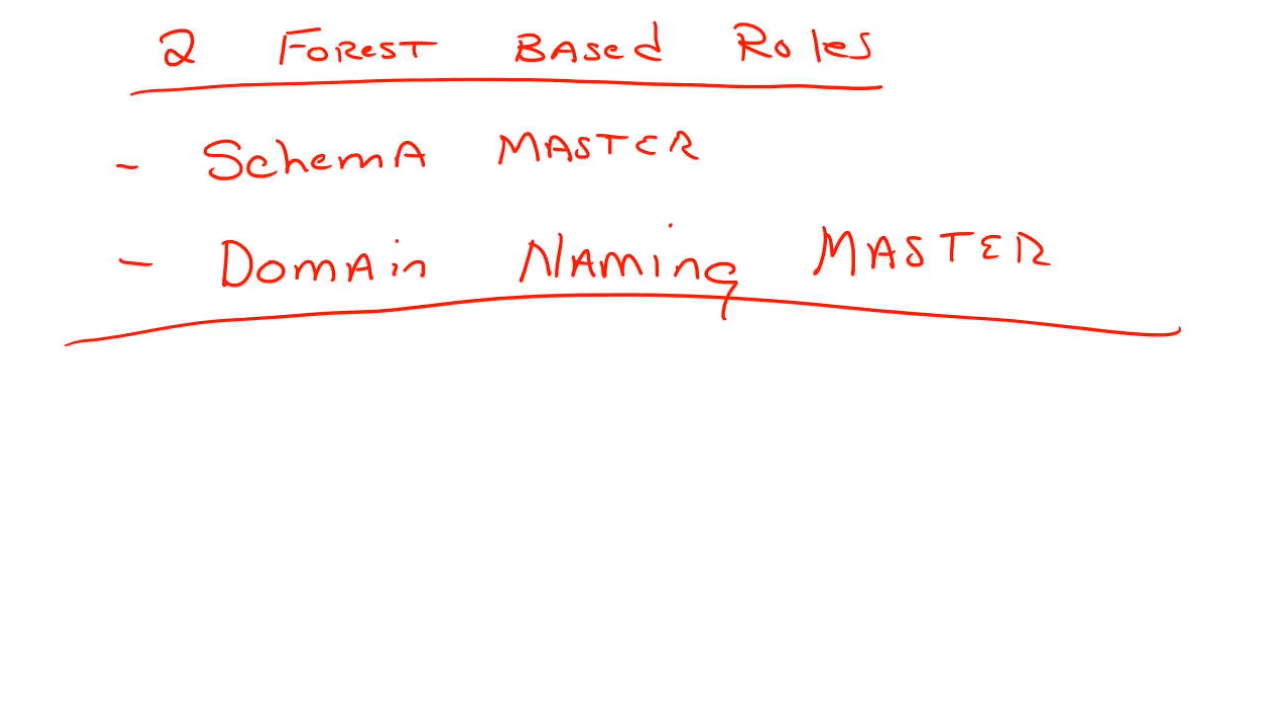 2 Forest Based Roles
- Schema Master
- Domain Naming Master